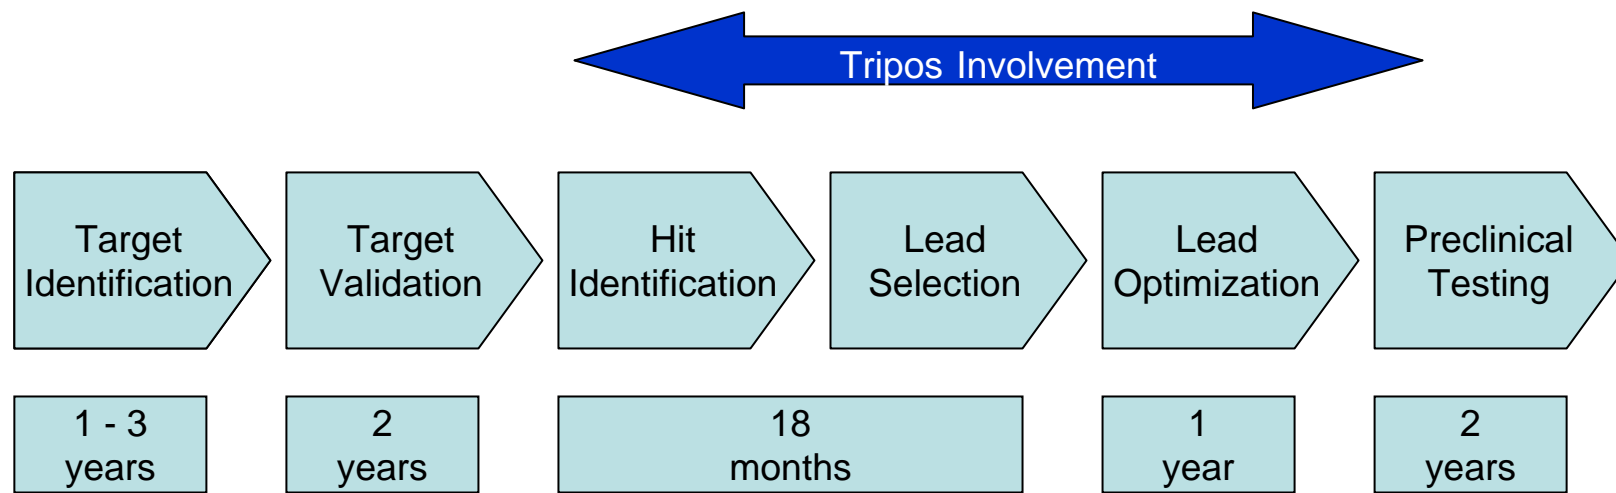 Tripos Involvement
Target
Identification
Target
Validation
Hit
Identification
Lead
Selection
Lead
Optimization
Preclinical
Testing
1 - 3
years
2
years
18
months
1
year
2
years